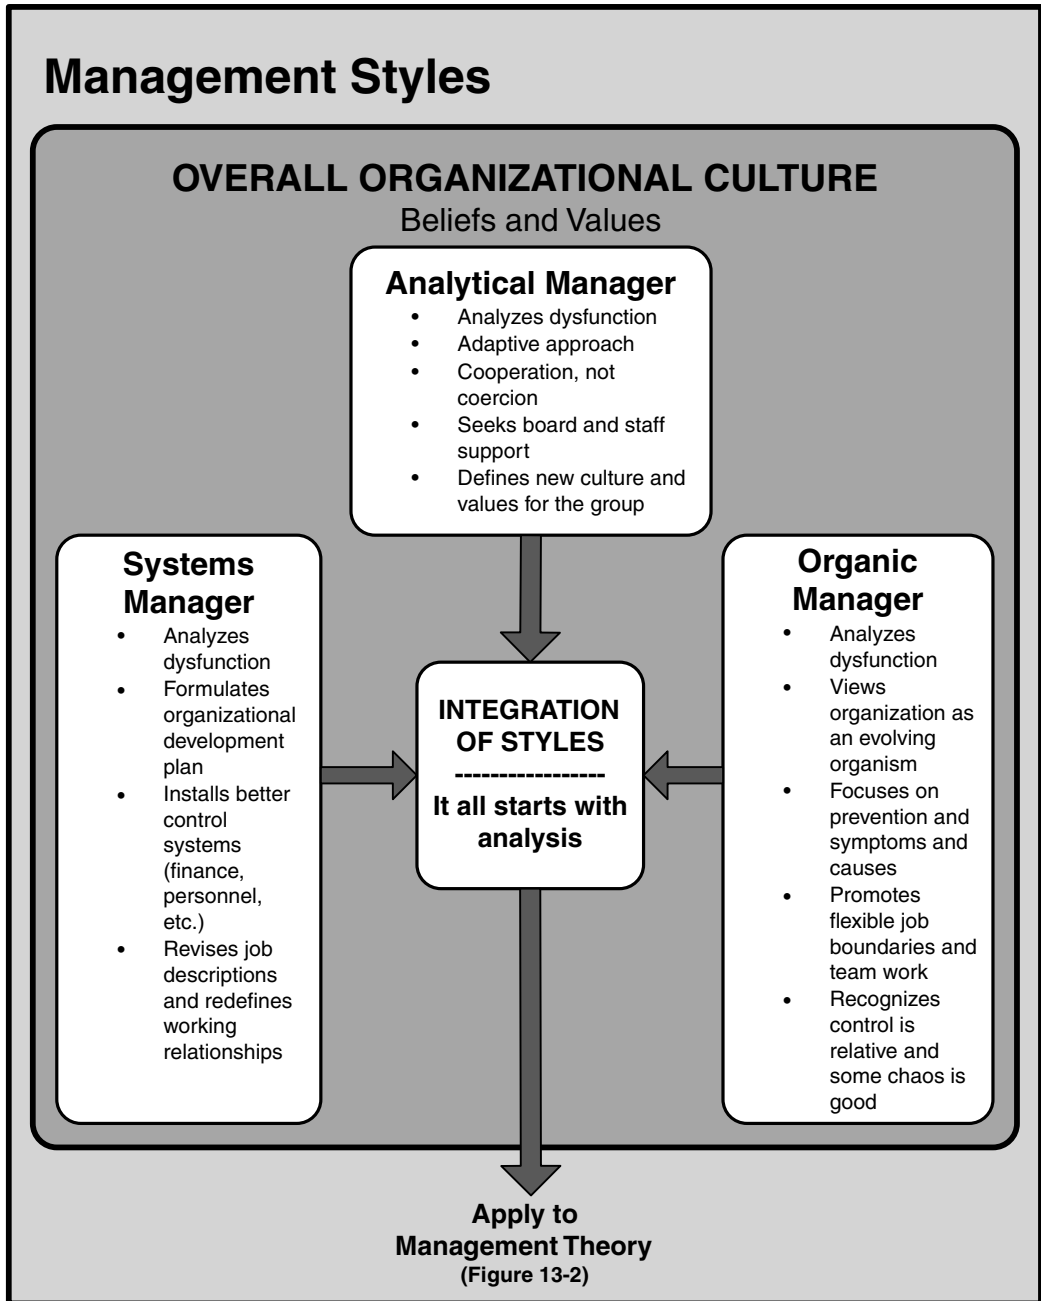 Management Styles
OVERALL ORGANIZATIONAL CULTURE
Beliefs and Values
Analytical Manager
• Analyzes dysfunction
• Adaptive approach
• Cooperation, not
coercion
• Seeks board and staff
support
• Defines new culture and
values for the group
Systems
Manager
• Analyzes
dysfunction
• Formulates
organizational
development
plan
• Installs better
control
systems
(finance,
personnel,
etc.)
• Revises job
descriptions
and redefines
working
relationships
INTEGRATION
OF STYLES
-----------------
It all starts with
analysis
Organic
Manager
• Analyzes
dysfunction
• Views
organization as
an evolving
organism
• Focuses on
prevention and
symptoms and
causes
• Promotes
flexible job
boundaries and
team work
• Recognizes
control is
relative and
some chaos is
good
Apply to
Management Theory
(Figure 13-2)